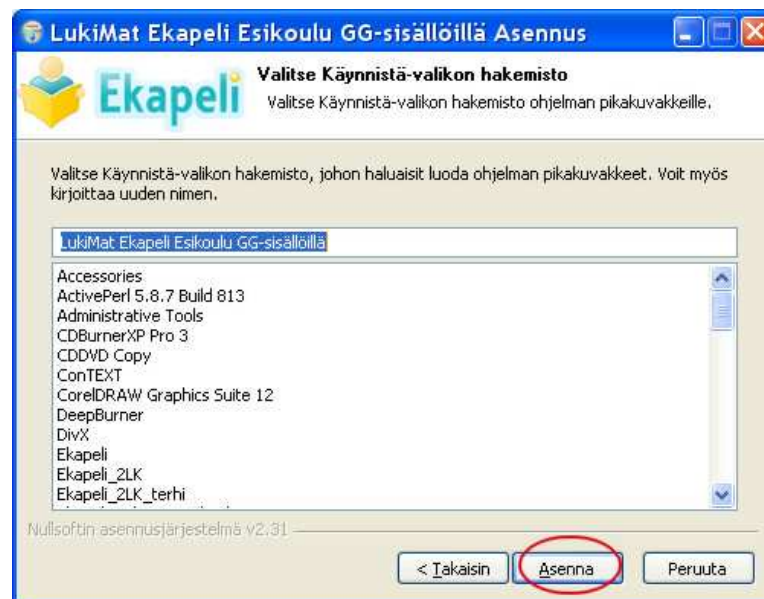 LukiMat Ekapeli Esikoulu GG-sisällöillä Asennus
Ekapeli
Valitse Käynnistä-valikon hakemisto
Valitse Käynnistä-valikon hakemisto ohjelman pikakuvakkeille.
Valitse Käynnistä-valikon hakemisto, johon haluaisit luoda ohjelman pikakuvakkeet. Voit myös
kirjoittaa uuden nimen.
LukiMat Ekapeli Esikoulu GG-sisällöillä
Accessories
ActivePerl 5.8.7 Build 813
Administrative Tools
CDBurnerXP Pro 3
CDDVD Copy
ConTEXT
CorelDRAW Graphics Suite 12
DeepBurner
DivX
Ekapeli
Ekapeli_2LK
Ekapeli_2LK_terhi
Nullsoftin asennusjärjestelmä v2.31
< Takaisin Asenna Peruuta